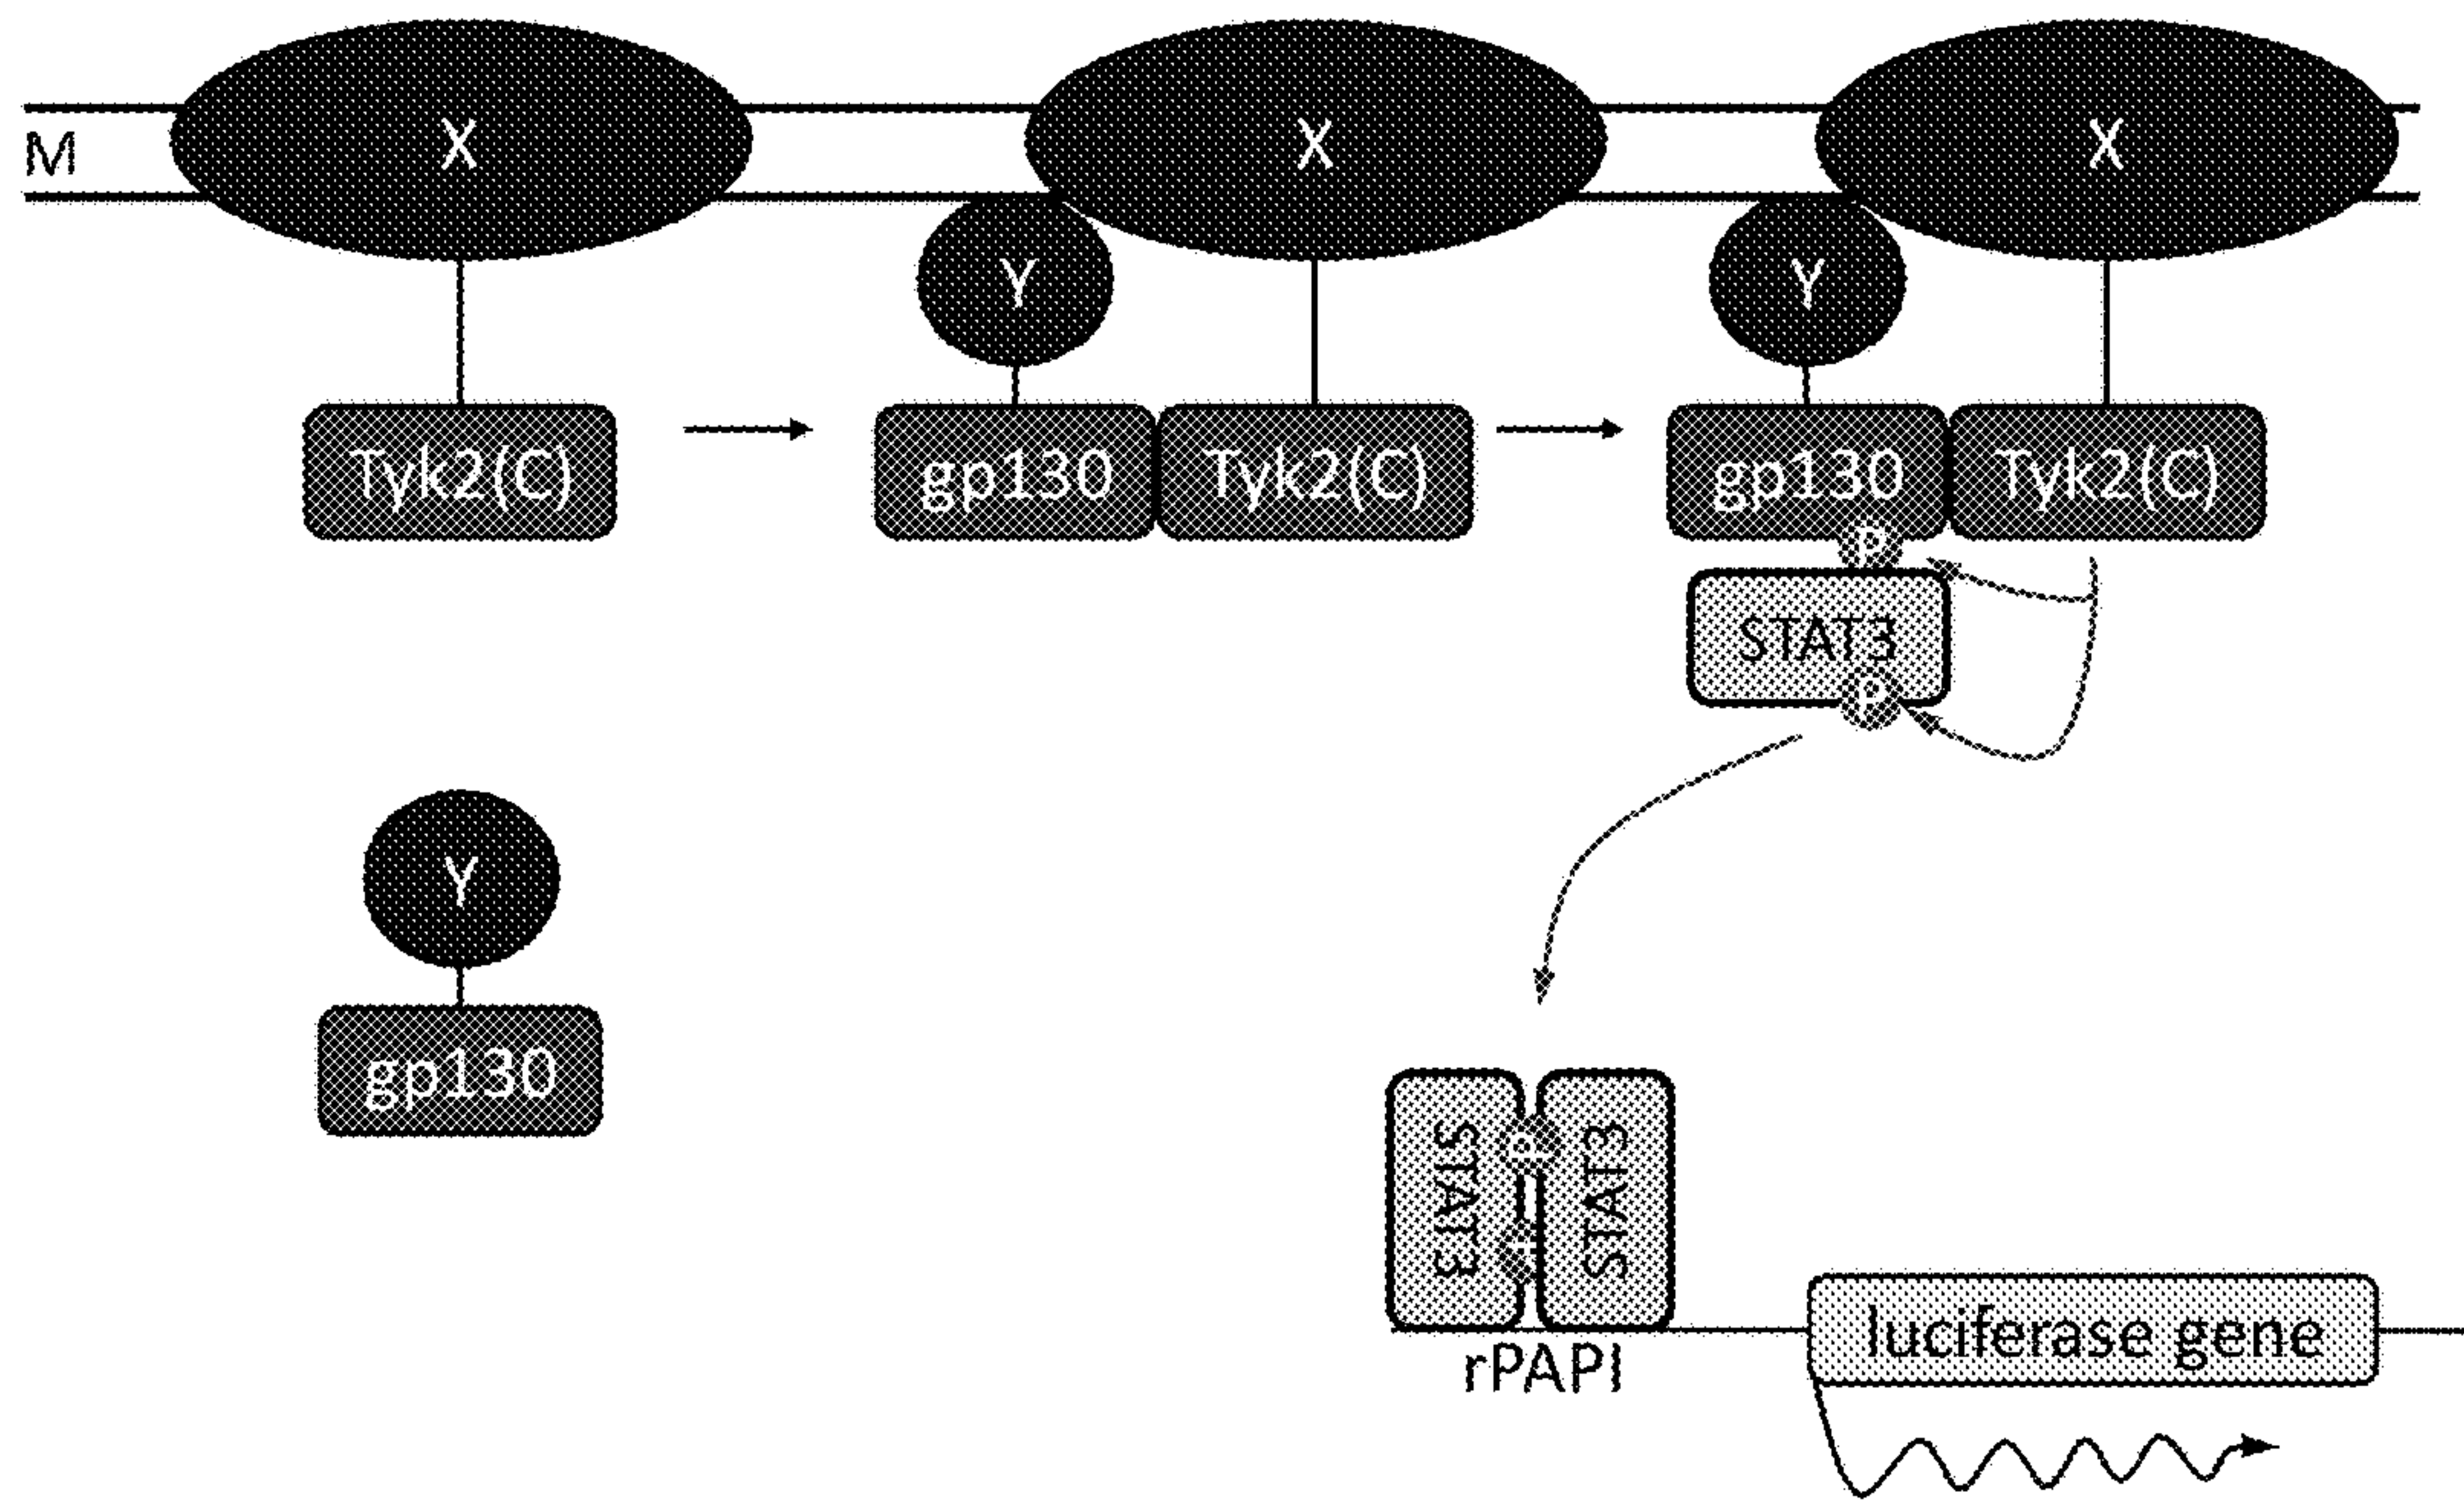 M
X
X
X
Y
Y
Tyk2(C)
gp130
Tyk2(C)
gp130
Tyk2(C)
P
STAT3
P
Y
gp130
STAT3
P
STAT3
rPAPI
luciferase gene